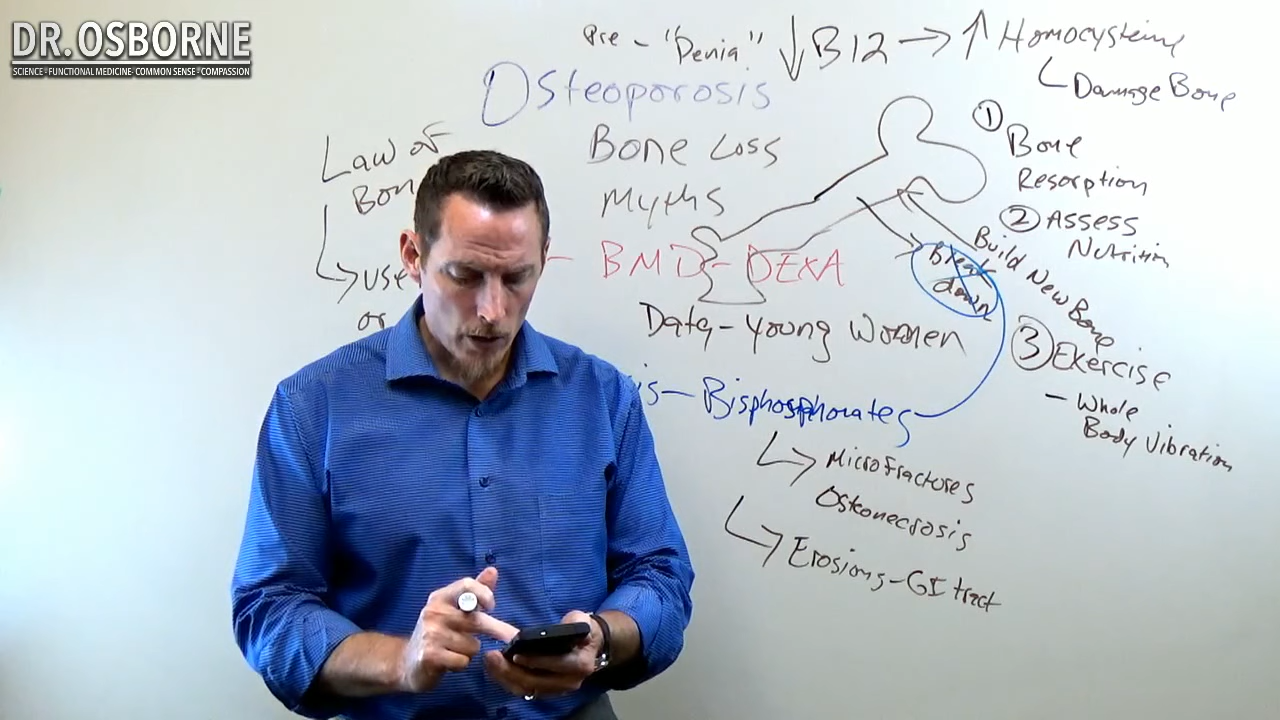 DR. OSBORNE
SCIENCE - FUNCTIONAL MEDICINE - COMMON SENSE - COMPASSION
Pre - "Penia" ↓ B12 → ↑ Homocysteine
Damage Bone
Osteoporosis
Bone Loss
Myths
- BMD - DEXA
Data - Young Women
Law of
Bon
Use
or
① Bone
Resorption
② Assess
Nutrition
Build New Bone
Break
down
③ Exercise
- Whole
Body Vibration
is - Bisphosphonates
Microfractures
Osteonecrosis
Erosions - GI tract